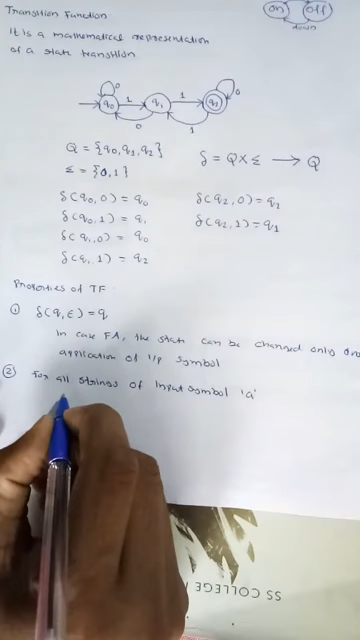 Transition Function
on off
down
It is a mathematical representation
of a state transition.
0 0
q0 1 q1 1 q2
0 1
Q = {q0, q1, q2}
Σ = {0, 1}
δ = Q × Σ ⟶ Q
δ(q0, 0) = q0
δ(q0, 1) = q1
δ(q1, 0) = q0
δ(q1, 1) = q2
δ(q2, 0) = q2
δ(q2, 1) = q1
Properties of TF:
① δ(q, ε) = q
In case FA, the state can be changed only
application of I/P symbol
② For all strings of input symbol 'a'
SS COLLEGE